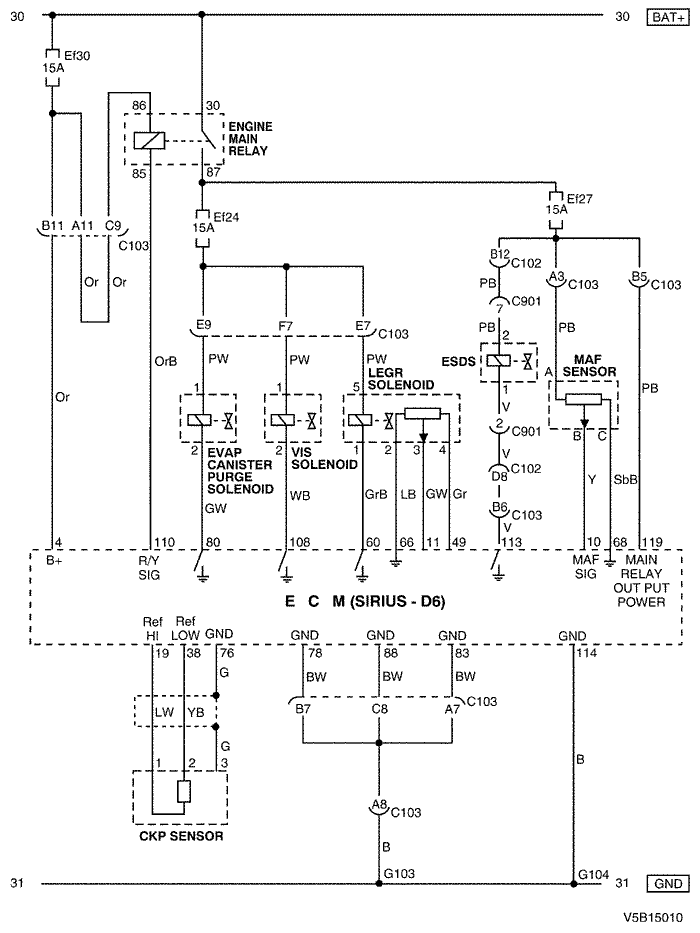 30
30 BAT+
Ef30
15A
86 30
ENGINE
MAIN
RELAY
85 87
Ef24
15A
Ef27
15A
B11 A11 C9
C103
B12 C102
A3 C103
B5 C103
Or Or
PB
7 C901
E9 F7 E7 C103
PB 2
PB
OrB
PW PW PW
ESDS
MAF
SENSOR
LEGR
SOLENOID
1 1 5
1
A
PB
Or
V
2 C901
B C
2 2 1 2 3 4
EVAP
CANISTER
PURGE
SOLENOID
VIS
SOLENOID
V
C102
D8
Y SbB
GW WB GrB LB GW Gr
B6
C103
V
4 110 80 108 60 66 11 49 113 10 68 119
B+
R/Y
SIG
MAF
SIG
MAIN
RELAY
OUT PUT
POWER
E C M (SIRIUS - D6)
Ref
HI
Ref
LOW
GND GND GND GND GND
19 38 76 78 88 83 114
G BW BW BW
LW YB
B7 C8 A7 C103
G
1 2 3
B
A8 C103
CKP SENSOR
B
G103 G104
31
31 GND
V5B15010